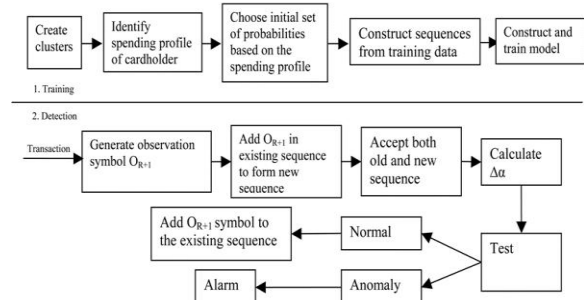 Create
clusters
Identify
spending profile
of cardholder
Choose initial set
of probabilities
based on the
spending profile
Construct sequences
from training data
Construct and
train model
1. Training
2. Detection
Transaction
Generate observation
symbol O_R+1
Add O_R+1 in
existing sequence
to form new
sequence
Accept both
old and new
sequence
Calculate
Δα
Add O_R+1 symbol to
the existing sequence
Normal
Test
Alarm
Anomaly